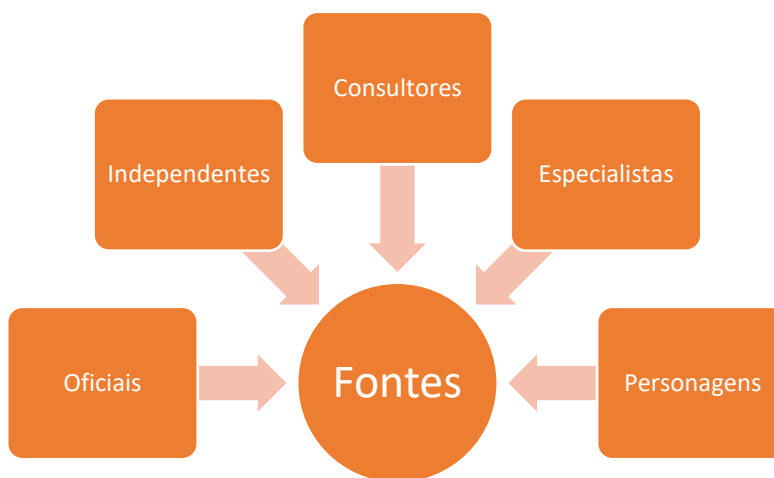 Consultores
Independentes
Especialistas
Oficiais
Fontes
Personagens